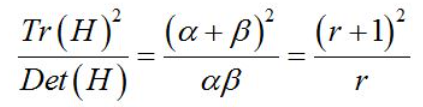 Tr(H)²/Det(H) = (α + β)²/αβ = (r + 1)²/r